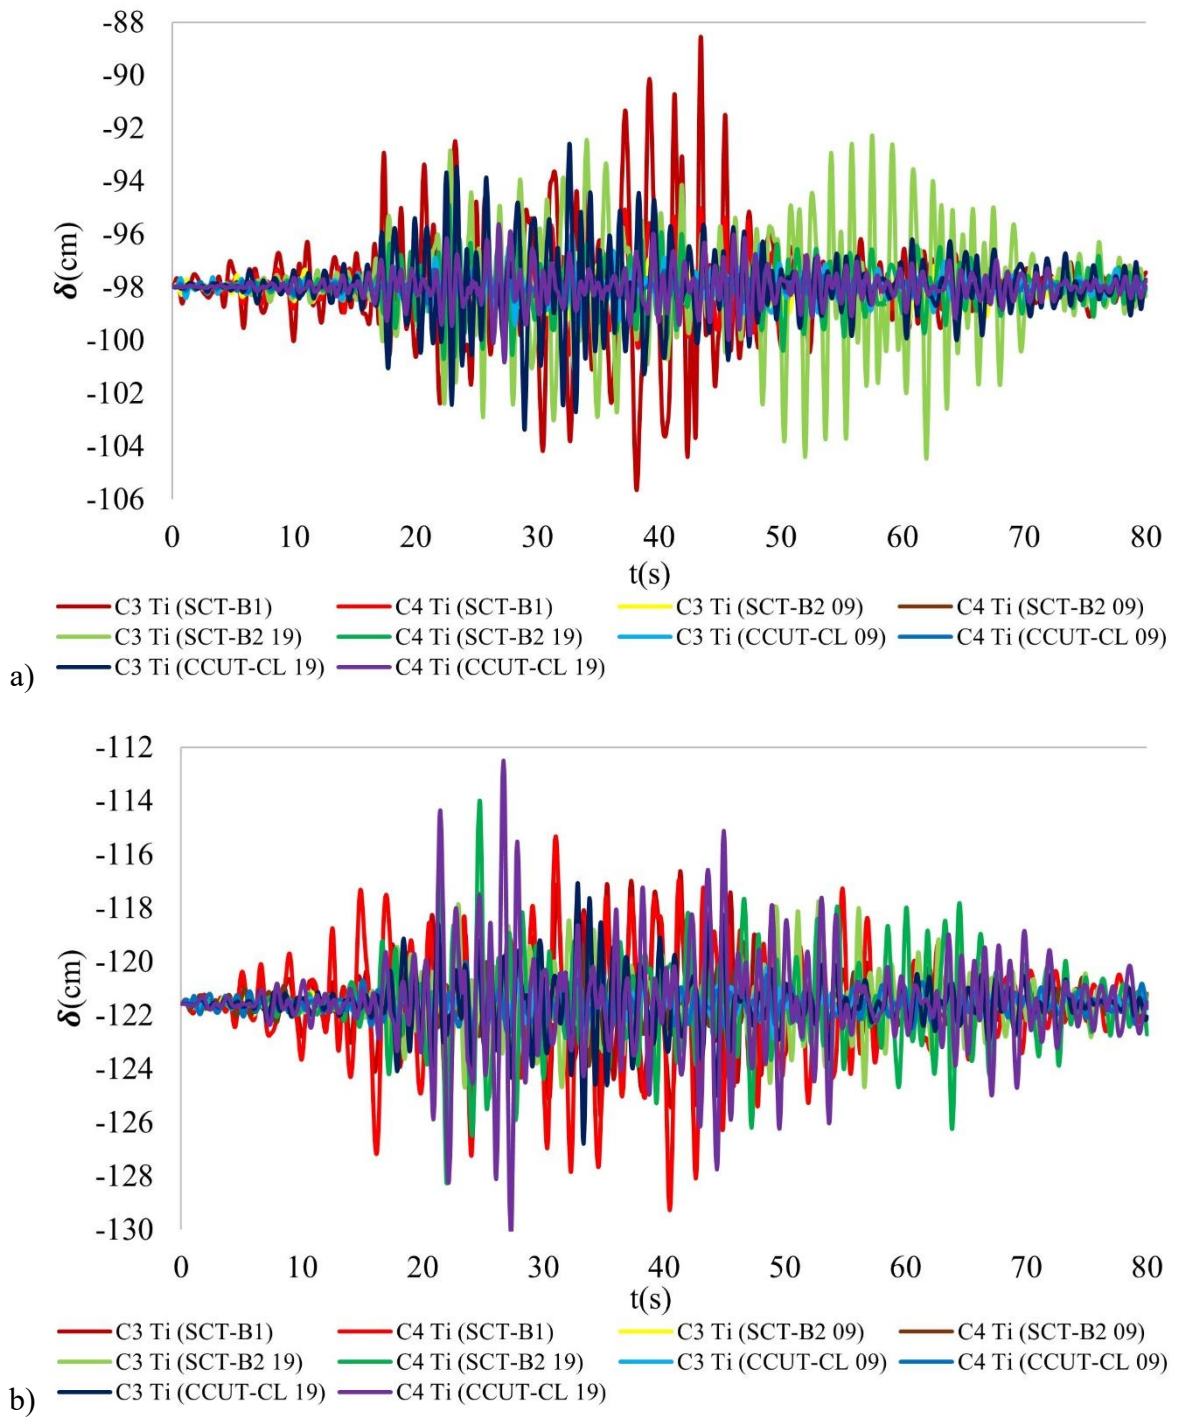 -88
-90
-92
-94
-96
-98
-100
-102
-104
-106
δ(cm)
0 10 20 30 40 50 60 70 80
t(s)
C3 Ti (SCT-B1) C4 Ti (SCT-B1) C3 Ti (SCT-B2 09) C4 Ti (SCT-B2 09)
C3 Ti (SCT-B2 19) C4 Ti (SCT-B2 19) C3 Ti (CCUT-CL 09) C4 Ti (CCUT-CL 09)
C3 Ti (CCUT-CL 19) C4 Ti (CCUT-CL 19)
a)
-112
-114
-116
-118
-120
-122
-124
-126
-128
-130
δ(cm)
0 10 20 30 40 50 60 70 80
t(s)
C3 Ti (SCT-B1) C4 Ti (SCT-B1) C3 Ti (SCT-B2 09) C4 Ti (SCT-B2 09)
C3 Ti (SCT-B2 19) C4 Ti (SCT-B2 19) C3 Ti (CCUT-CL 09) C4 Ti (CCUT-CL 09)
C3 Ti (CCUT-CL 19) C4 Ti (CCUT-CL 19)
b)